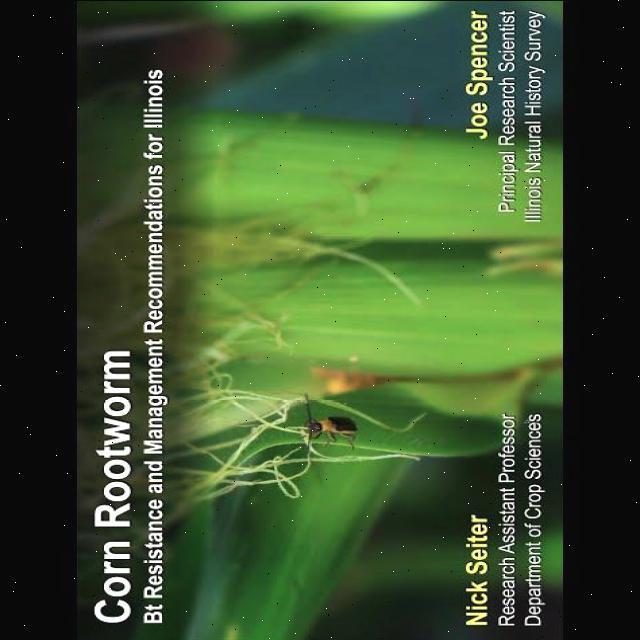 Corn Rootworm
Bt Resistance and Management Recommendations for Illinois
Nick Seiter
Research Assistant Professor
Department of Crop Sciences
Joe Spencer
Principal Research Scientist
Illinois Natural History Survey